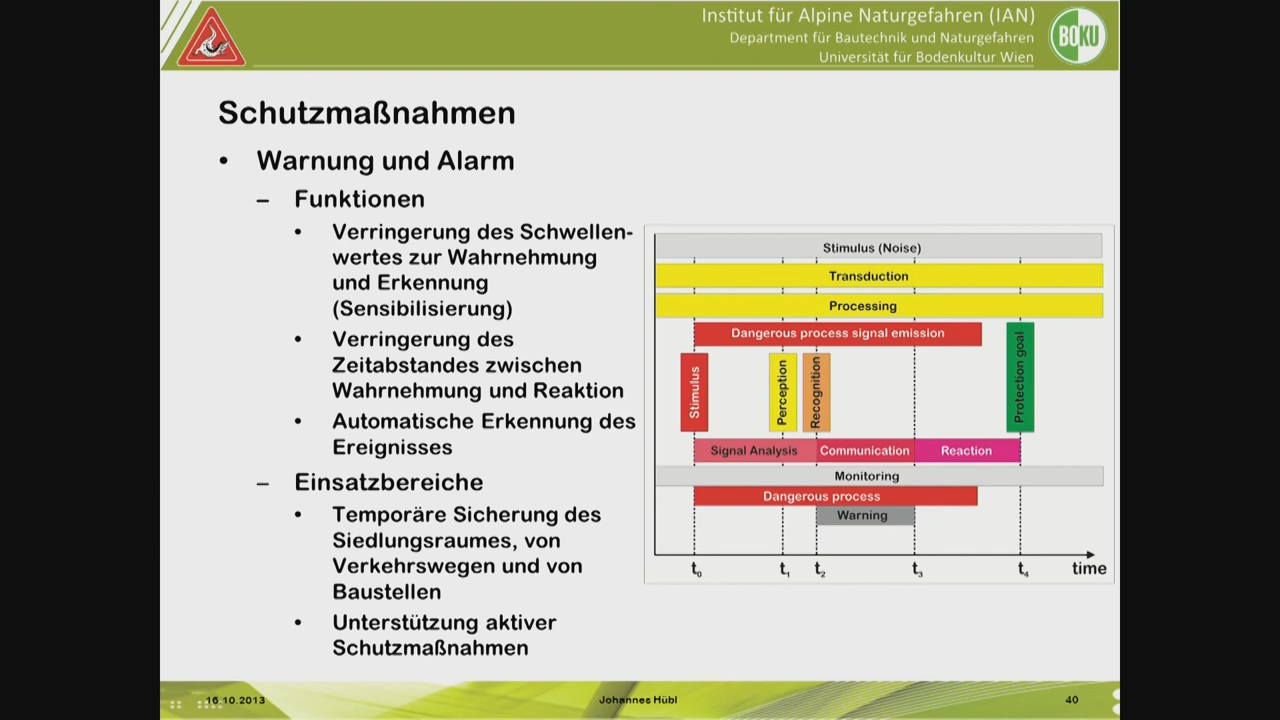 Institut für Alpine Naturgefahren (IAN)
Department für Bautechnik und Naturgefahren
Universität für Bodenkultur Wien
BOKU
Schutzmaßnahmen
• Warnung und Alarm
– Funktionen
• Verringerung des Schwellen-
wertes zur Wahrnehmung
und Erkennung
(Sensibilisierung)
• Verringerung des
Zeitabstandes zwischen
Wahrnehmung und Reaktion
• Automatische Erkennung des
Ereignisses
– Einsatzbereiche
• Temporäre Sicherung des
Siedlungsraumes, von
Verkehrswegen und von
Baustellen
• Unterstützung aktiver
Schutzmaßnahmen
Stimulus (Noise)
Transduction
Processing
Dangerous process signal emission
Stimulus
Perception
Recognition
Protection goal
Signal Analysis
Communication
Reaction
Monitoring
Dangerous process
Warning
t₀ t₁ t₂ t₃ t₄ time
16.10.2013
Johannes Hübl
40